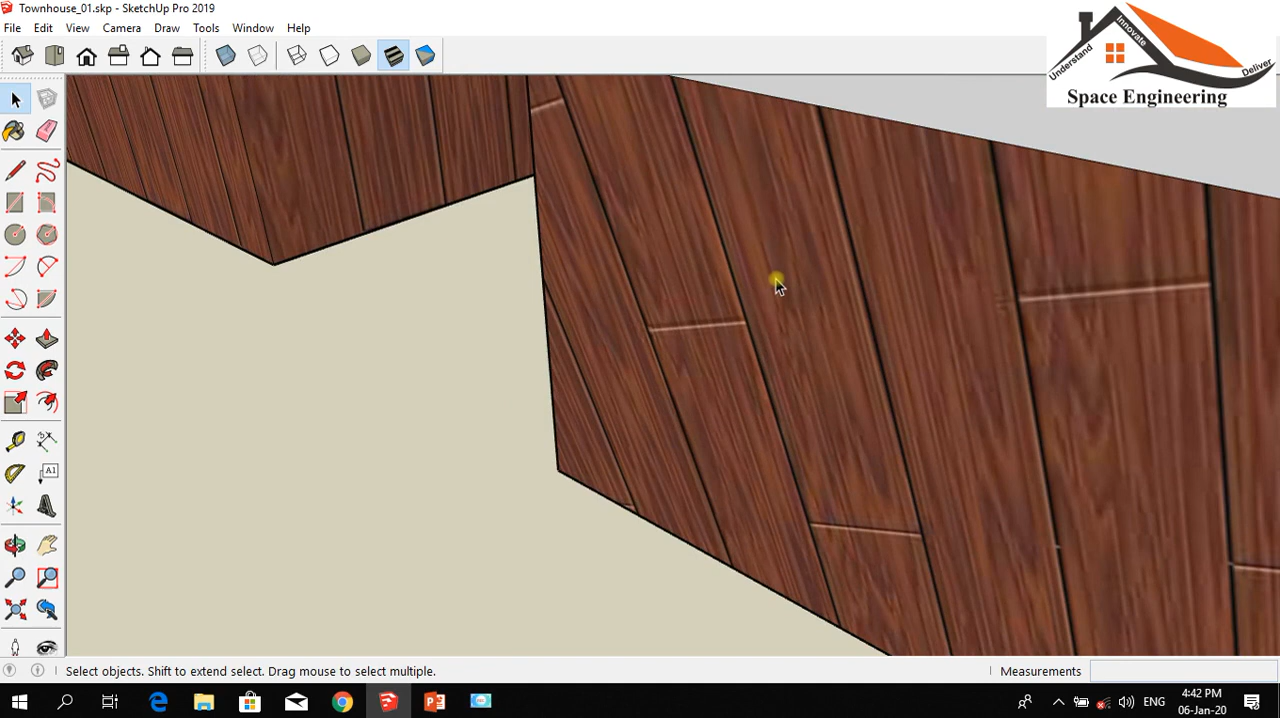 Townhouse_01.skp - SketchUp Pro 2019
File Edit View Camera Draw Tools Window Help
Understand Innovate Deliver
Space Engineering
A1
Select objects. Shift to extend select. Drag mouse to select multiple.
Measurements
ENG
4:42 PM
06-Jan-20